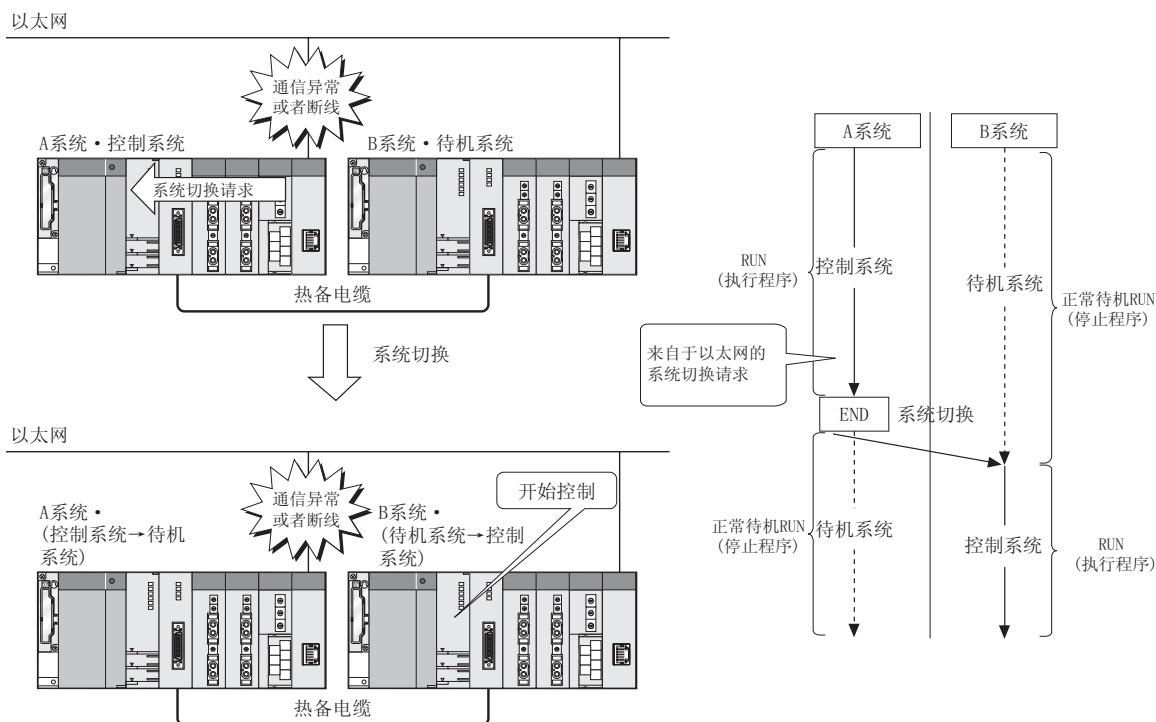 以太网
通信异常
或者断线
A系统・控制系统
B系统・待机系统
系统切换请求
热备电缆
系统切换
以太网
通信异常
或者断线
开始控制
A系统・
(控制系统→待机
系统)
B系统・
(待机系统→控制
系统)
热备电缆
A系统
B系统
RUN
(执行程序)
控制系统
待机系统
正常待机RUN
(停止程序)
来自于以太网的
系统切换请求
END
系统切换
正常待机RUN
(停止程序)
待机系统
控制系统
RUN
(执行程序)